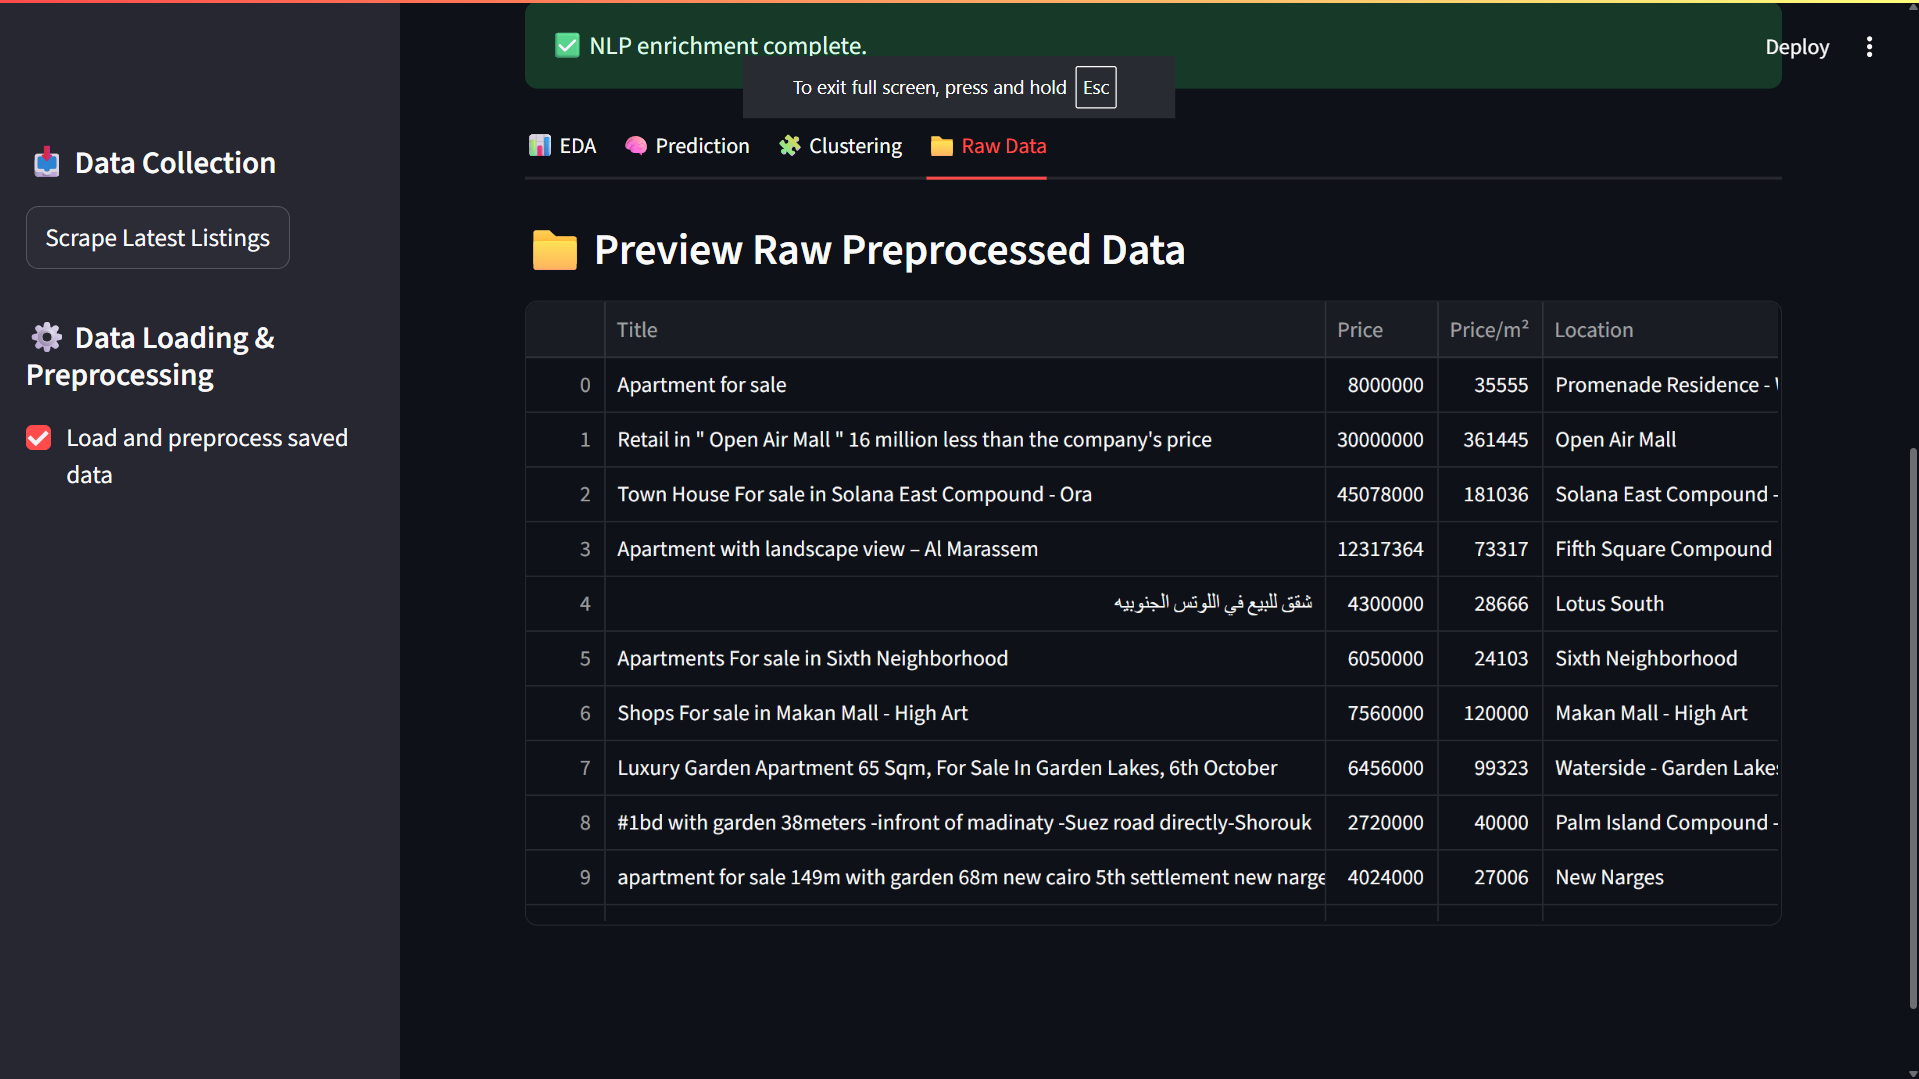 Data Collection
Scrape Latest Listings
Data Loading &
Preprocessing
Load and preprocess saved
data
NLP enrichment complete.
Deploy
To exit full screen, press and hold Esc
EDA Prediction Clustering Raw Data
Preview Raw Preprocessed Data
Title Price Price/m² Location
0 Apartment for sale 8000000 35555 Promenade Residence -
1 Retail in " Open Air Mall " 16 million less than the company's price 30000000 361445 Open Air Mall
2 Town House For sale in Solana East Compound - Ora 45078000 181036 Solana East Compound -
3 Apartment with landscape view – Al Marassem 12317364 73317 Fifth Square Compound
4 شقق للبيع في اللوتس الجنوبيه 4300000 28666 Lotus South
5 Apartments For sale in Sixth Neighborhood 6050000 24103 Sixth Neighborhood
6 Shops For sale in Makan Mall - High Art 7560000 120000 Makan Mall - High Art
7 Luxury Garden Apartment 65 Sqm, For Sale In Garden Lakes, 6th October 6456000 99323 Waterside - Garden Lakes
8 #1bd with garden 38meters -infront of madinaty -Suez road directly-Shorouk 2720000 40000 Palm Island Compound -
9 apartment for sale 149m with garden 68m new cairo 5th settlement new narge 4024000 27006 New Narges